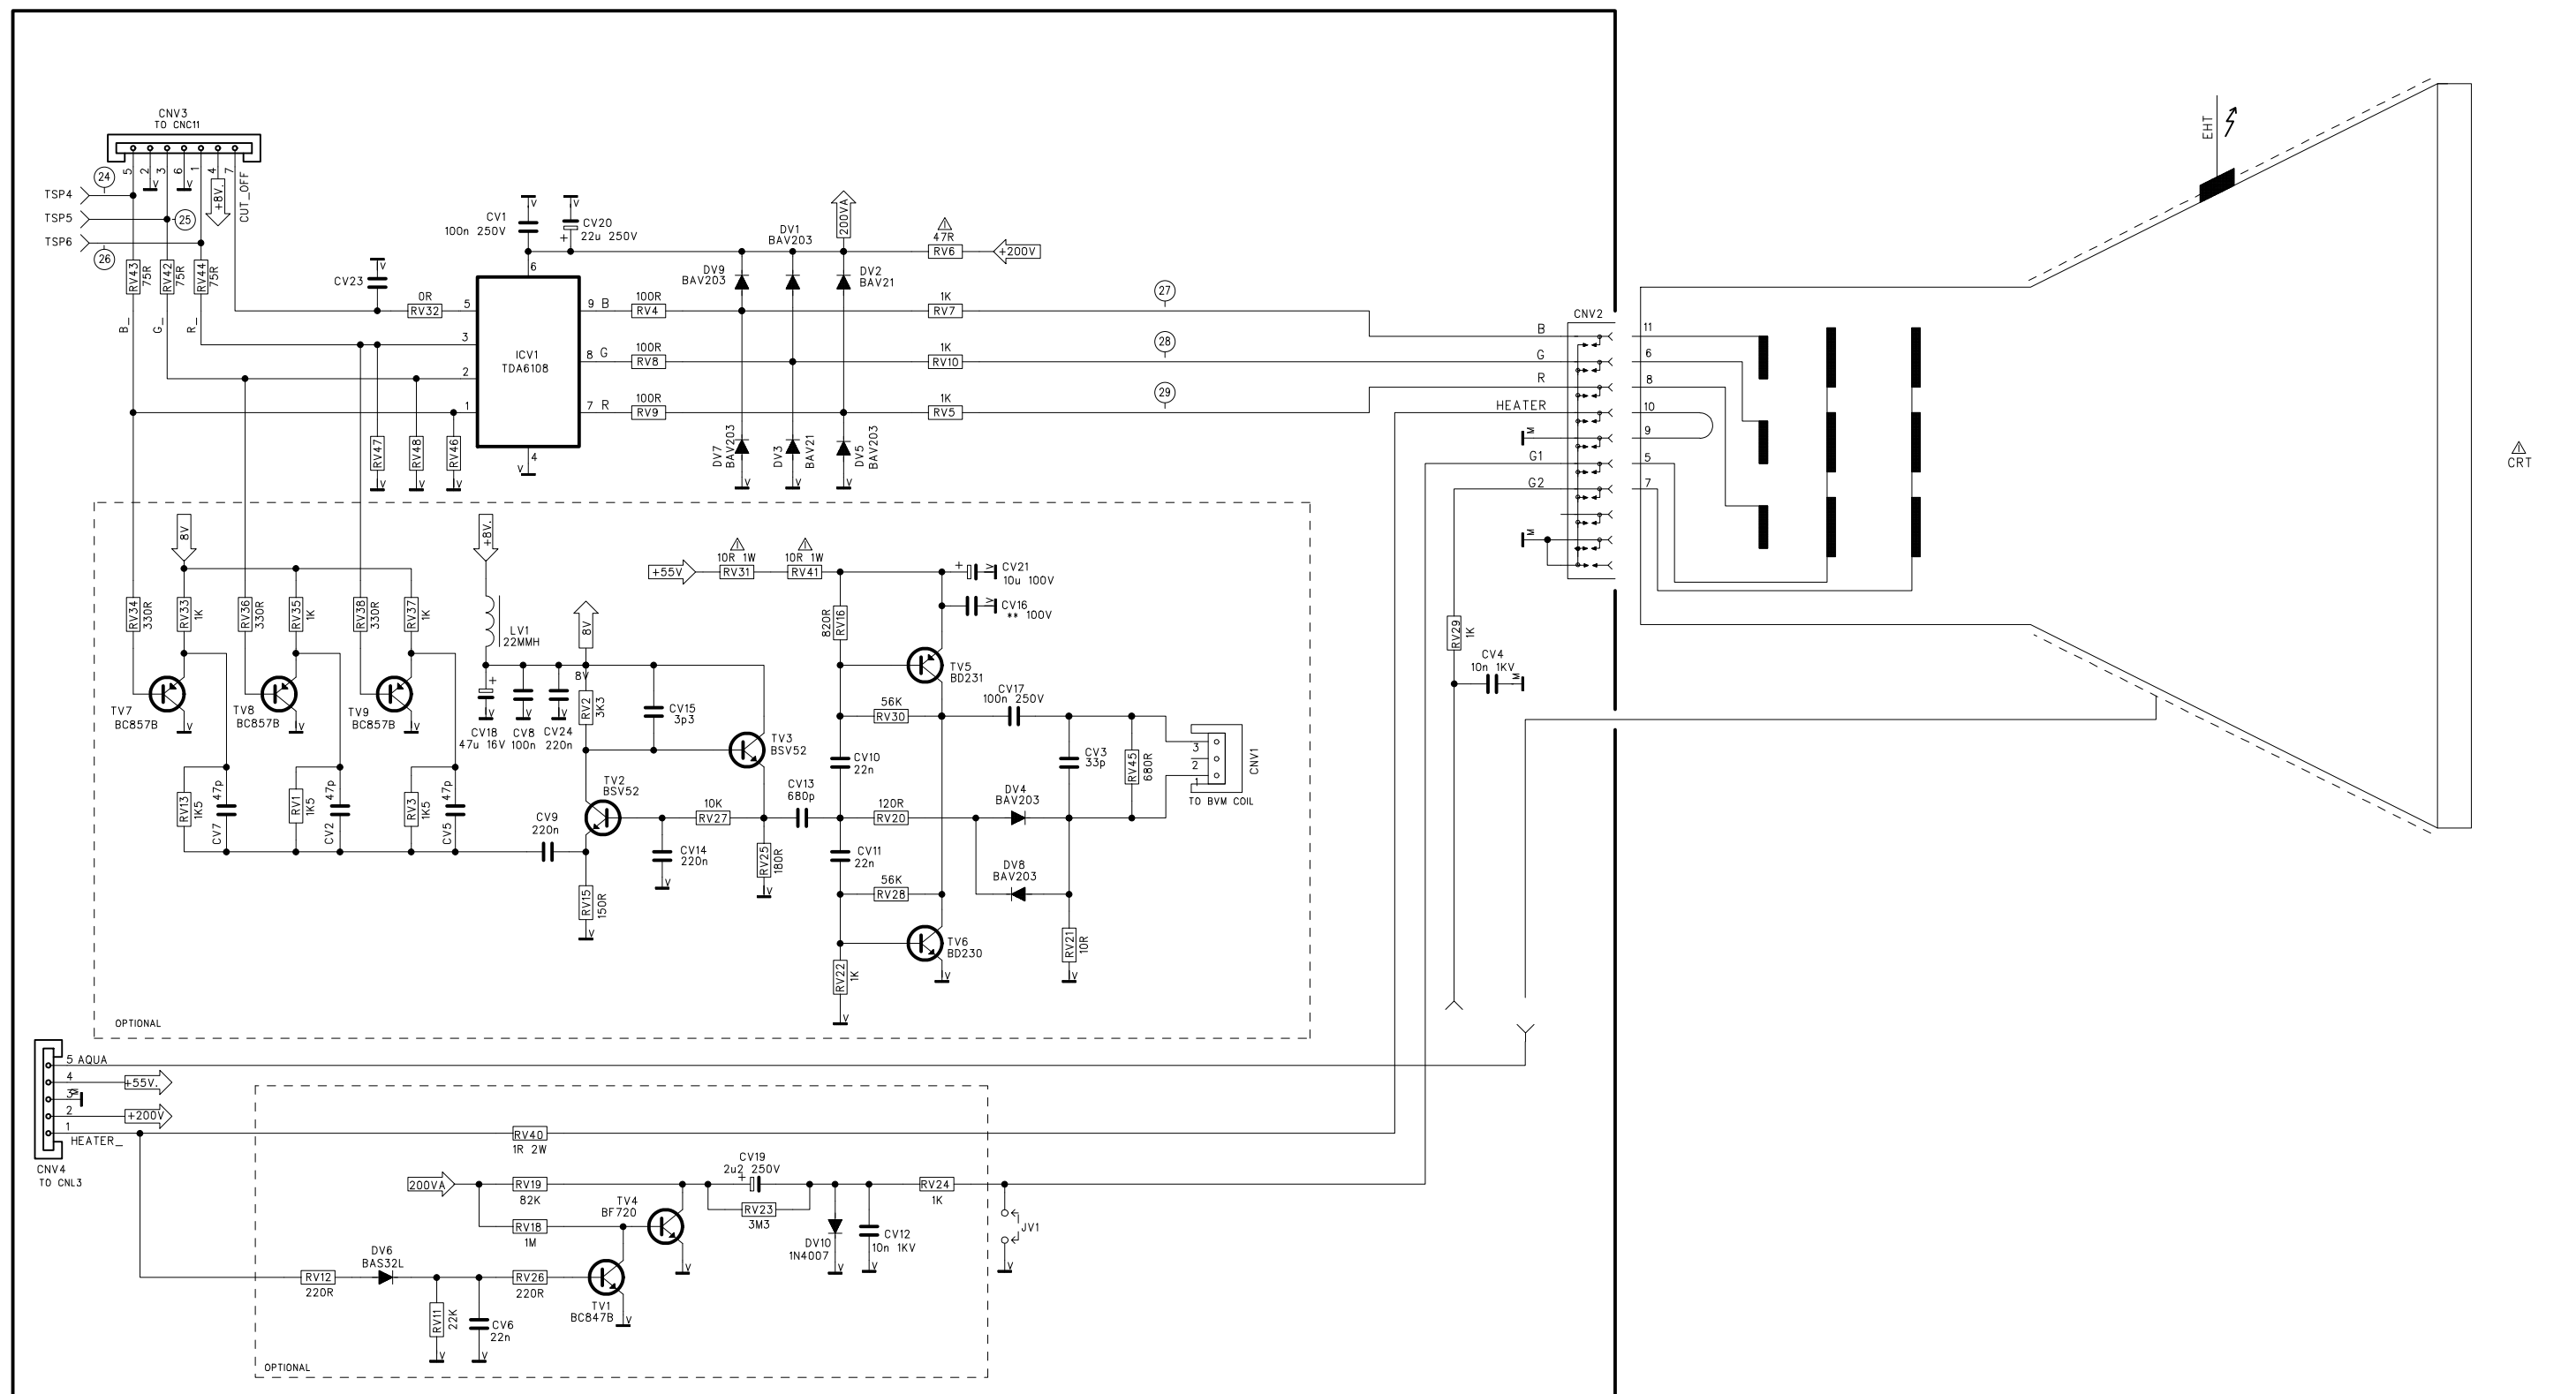 CNV3
TO CNC11
5 2 3 6 1 4 7
24
TSP4
TSP5
25
TSP6
26
+8V.
CUT_OFF
RV43 75R
RV42 75R
RV44 75R
B_
G_
R_
CV23
0R
RV32
CV1
100n 250V
CV20
22u 250V
DV1
BAV203
200VA
47R
RV6
+200V
DV9
BAV203
DV2
BAV21
6
5
3
2
1
4
ICV1
TDA6108
9 B
8 G
7 R
100R
RV4
100R
RV8
100R
RV9
1K
RV7
1K
RV10
1K
RV5
27
28
29
DV7
BAV203
DV3
BAV21
DV5
BAV203
RV47
RV48
RV46
CNV2
B
G
R
HEATER
G1
G2
11
6
8
10
9
5
7
EHT
CRT
8V
+8V.
RV34
330R
RV33
1K
RV36
330R
RV35
1K
RV38
330R
RV37
1K
TV7
BC857B
TV8
BC857B
TV9
BC857B
RV13
1K5
CV7
47p
RV1
1K5
CV2
47p
RV3
1K5
CV5
47p
LV1
22MMH
8V
8V
CV18
47u 16V
CV8
100n
CV24
220n
RV2
3K3
CV15
3p3
TV3
BSV52
TV2
BSV52
CV9
220n
RV15
150R
10K
RV27
CV14
220n
RV25
180R
CV13
680p
+55V
10R 1W
RV31
10R 1W
RV41
820R
RV16
CV21
10u 100V
CV16
** 100V
TV5
BD231
56K
RV30
CV17
100n 250V
CV10
22n
CV3
33p
RV45
680R
3
2
1
CNV1
TO BVM COIL
120R
RV20
DV4
BAV203
CV11
22n
DV8
BAV203
56K
RV28
TV6
BD230
RV21
10R
RV22
1K
OPTIONAL
RV29
1K
CV4
10n 1KV
5 AQUA
4
+55V.
3
2
+200V
1
HEATER_
CNV4
TO CNL3
RV40
1R 2W
200VA
RV19
82K
RV18
1M
TV4
BF720
CV19
2u2 250V
RV23
3M3
DV10
1N4007
CV12
10n 1KV
RV24
1K
JV1
DV6
BAS32L
RV12
220R
RV11
22K
CV6
22n
RV26
220R
TV1
BC847B
OPTIONAL